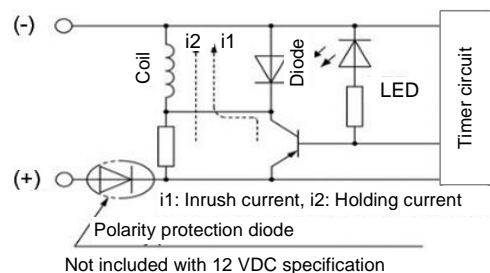 (-)
i2
i1
Coil
Diode
LED
Timer circuit
(+)
i1: Inrush current, i2: Holding current
Polarity protection diode
Not included with 12 VDC specification